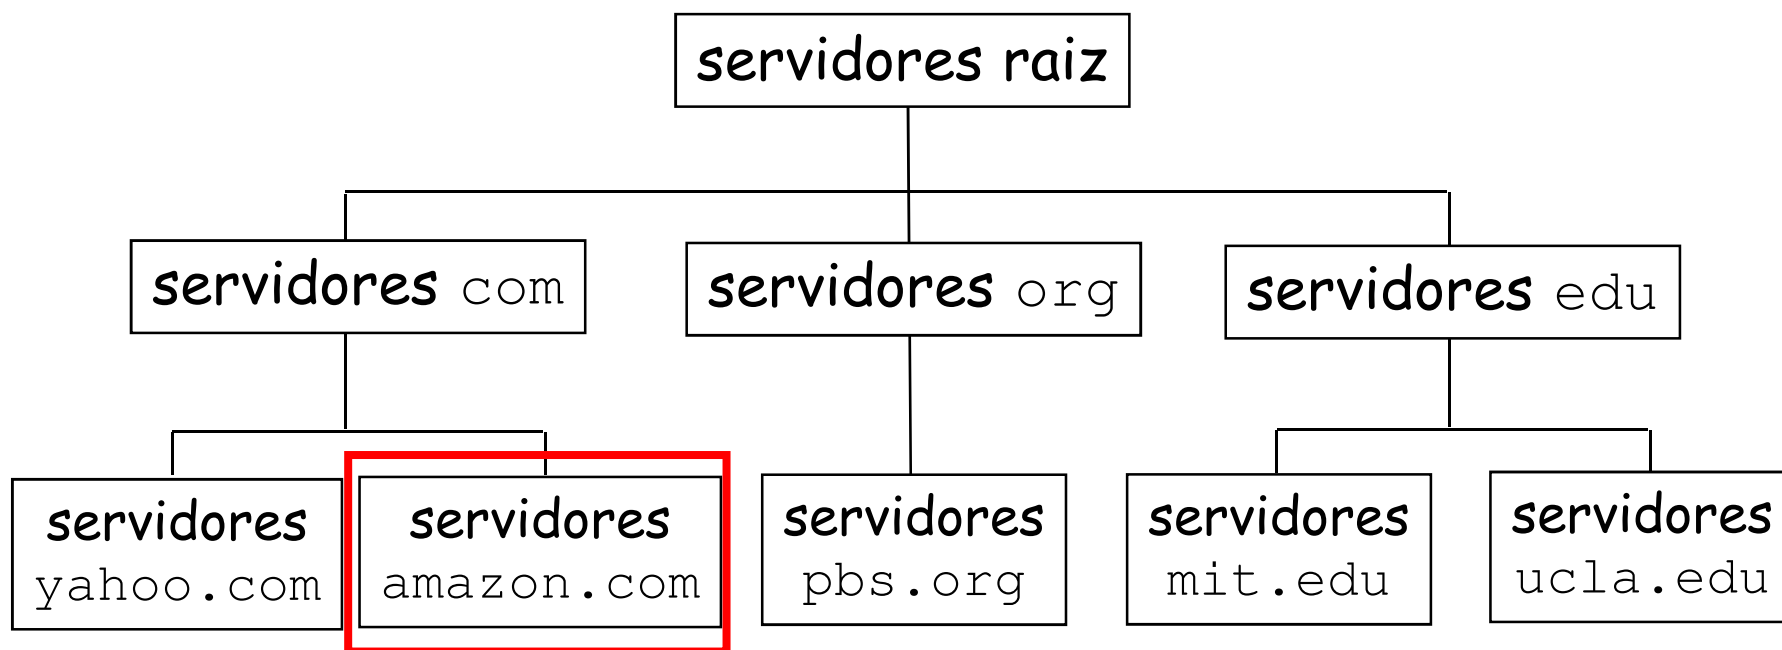 servidores raiz
servidores com
servidores org
servidores edu
servidores
yahoo.com
servidores
amazon.com
servidores
pbs.org
servidores
mit.edu
servidores
ucla.edu